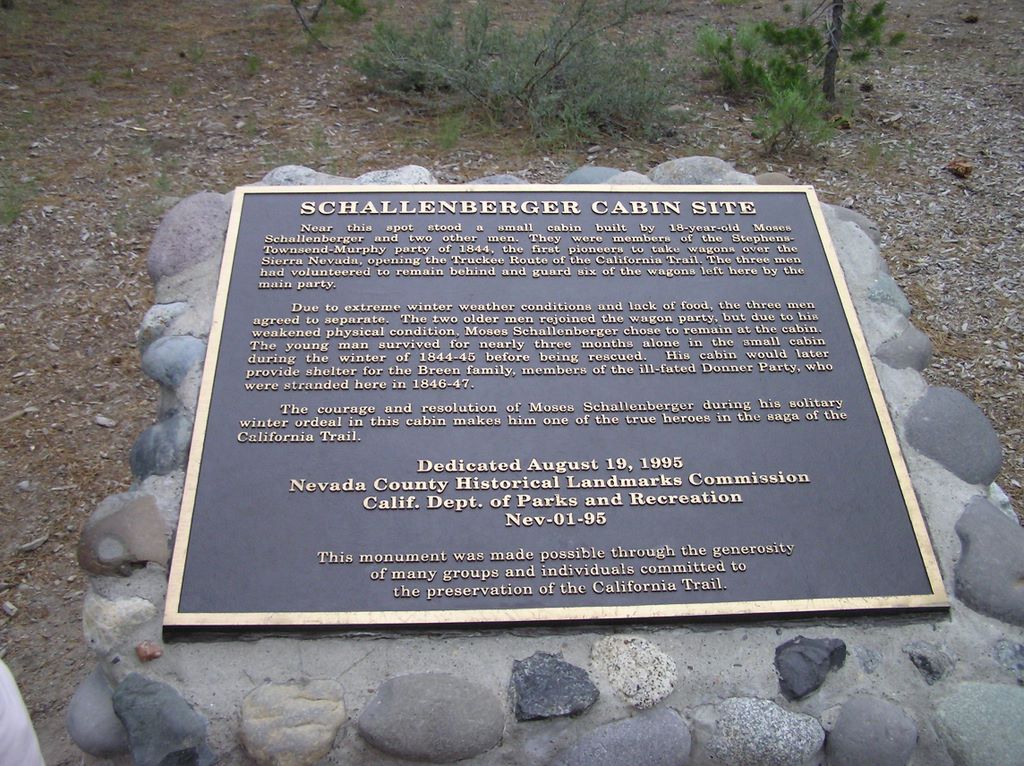 SCHALLENBERGER CABIN SITE
Near this spot stood a small cabin built by 18-year-old Moses
Schallenberger and two other men. They were members of the Stephens-
Townsend-Murphy party of 1844, the first pioneers to take wagons over the
Sierra Nevada, opening the Truckee Route of the California Trail. The three men
had volunteered to remain behind and guard six of the wagons left here by the
main party.
Due to extreme winter weather conditions and lack of food, the three men
agreed to separate. The two older men rejoined the wagon party, but due to his
weakened physical condition, Moses Schallenberger chose to remain at the cabin.
The young man survived for nearly three months alone in the small cabin
during the winter of 1844-45 before being rescued. His cabin would later
provide shelter for the Breen family, members of the ill-fated Donner Party, who
were stranded here in 1846-47.
The courage and resolution of Moses Schallenberger during his solitary
winter ordeal in this cabin makes him one of the true heroes in the saga of the
California Trail.
Dedicated August 19, 1995
Nevada County Historical Landmarks Commission
Calif. Dept. of Parks and Recreation
Nev-01-95
This monument was made possible through the generosity
of many groups and individuals committed to
the preservation of the California Trail.